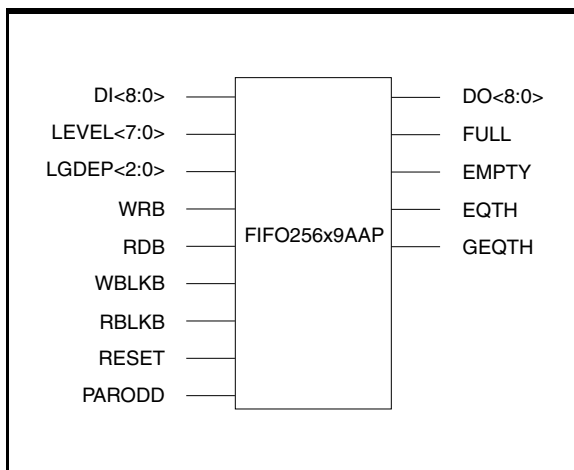 DI<8:0>
LEVEL<7:0>
LGDEP<2:0>
WRB
RDB
WBLKB
RBLKB
RESET
PARODD
FIFO256x9AAP
DO<8:0>
FULL
EMPTY
EQTH
GEQTH